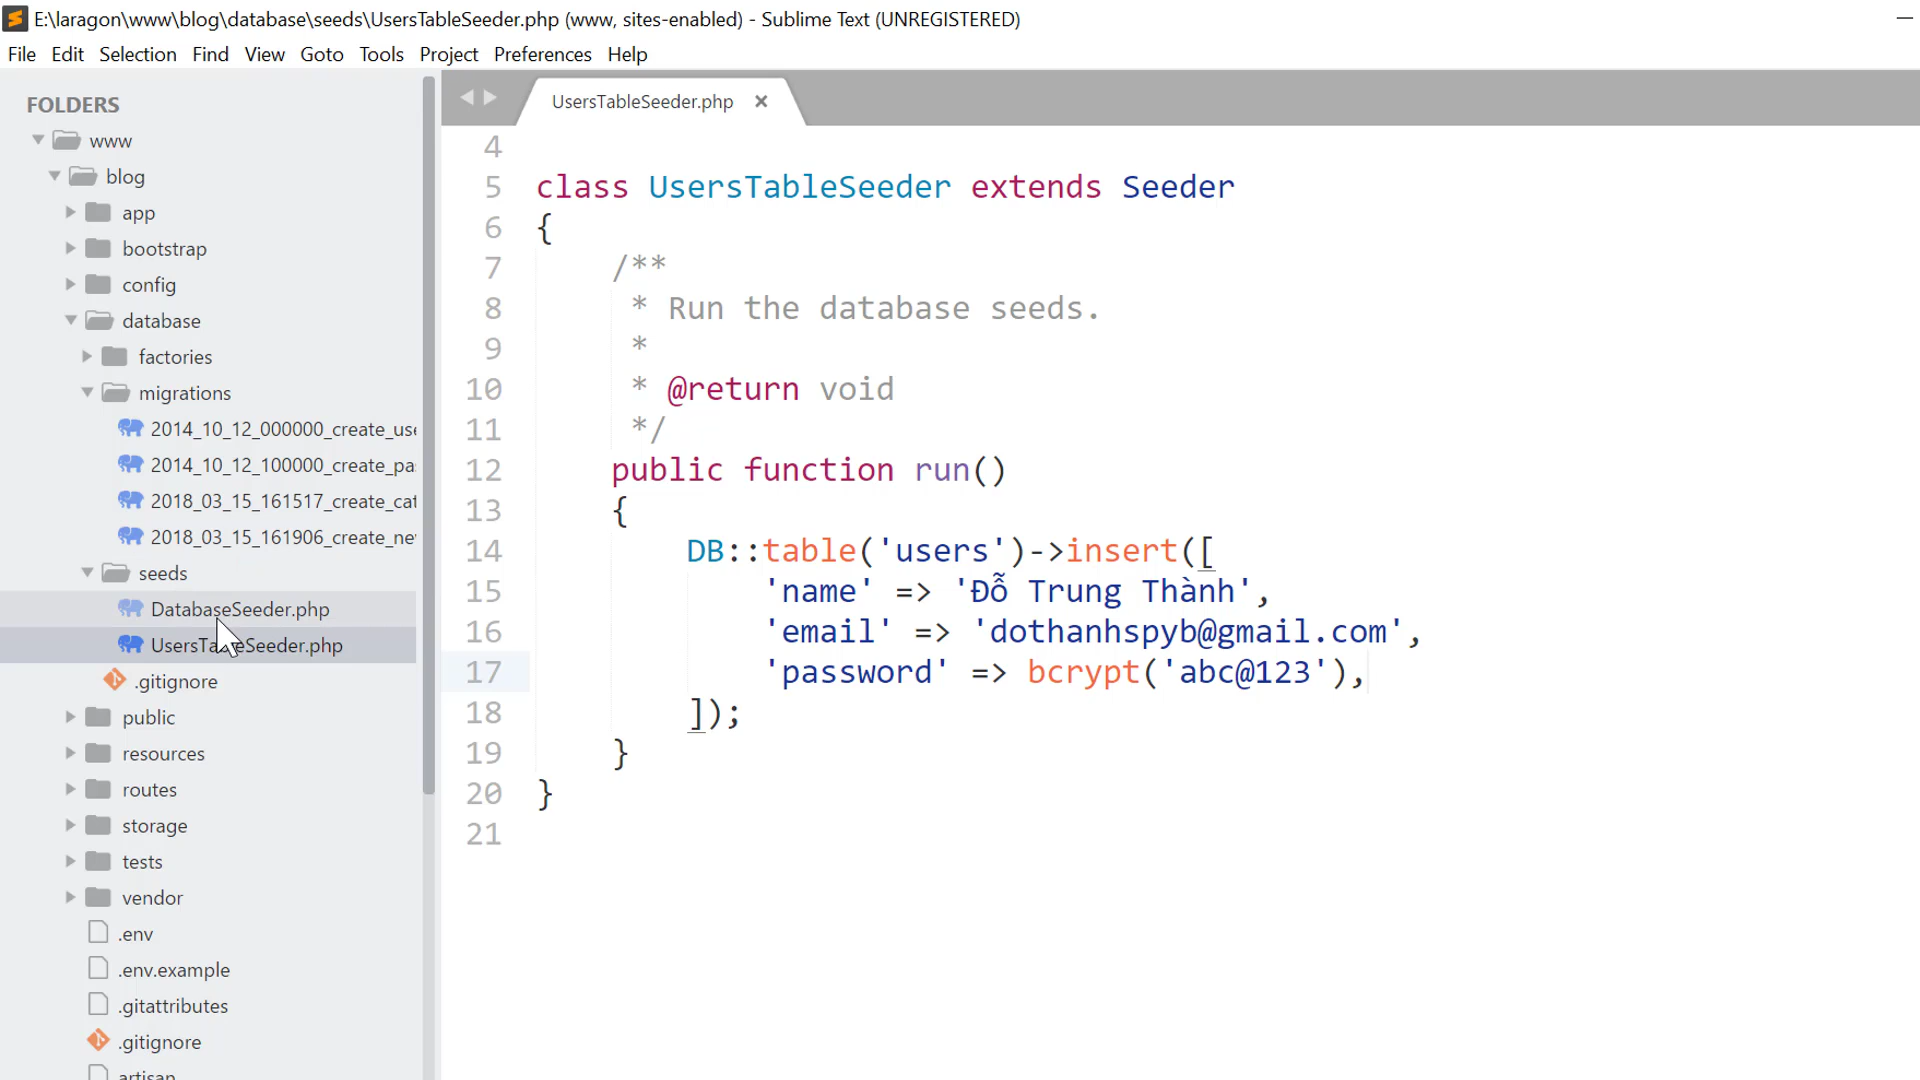 E:\laragon\www\blog\database\seeds\UsersTableSeeder.php (www, sites-enabled) - Sublime Text (UNREGISTERED)
File Edit Selection Find View Goto Tools Project Preferences Help
FOLDERS
www
blog
app
bootstrap
config
database
factories
migrations
2014_10_12_000000_create_use
2014_10_12_100000_create_pa
2018_03_15_161517_create_cat
2018_03_15_161906_create_ne
seeds
DatabaseSeeder.php
UsersTableSeeder.php
.gitignore
public
resources
routes
storage
tests
vendor
.env
.env.example
.gitattributes
.gitignore
artisan
UsersTableSeeder.php
4
5 class UsersTableSeeder extends Seeder
6 {
7 /**
8 * Run the database seeds.
9 *
10 * @return void
11 */
12 public function run()
13 {
14 DB::table('users')->insert([
15 'name' => 'Đỗ Trung Thành',
16 'email' => 'dothanhspyb@gmail.com',
17 'password' => bcrypt('abc@123'),
18 ]);
19 }
20 }
21